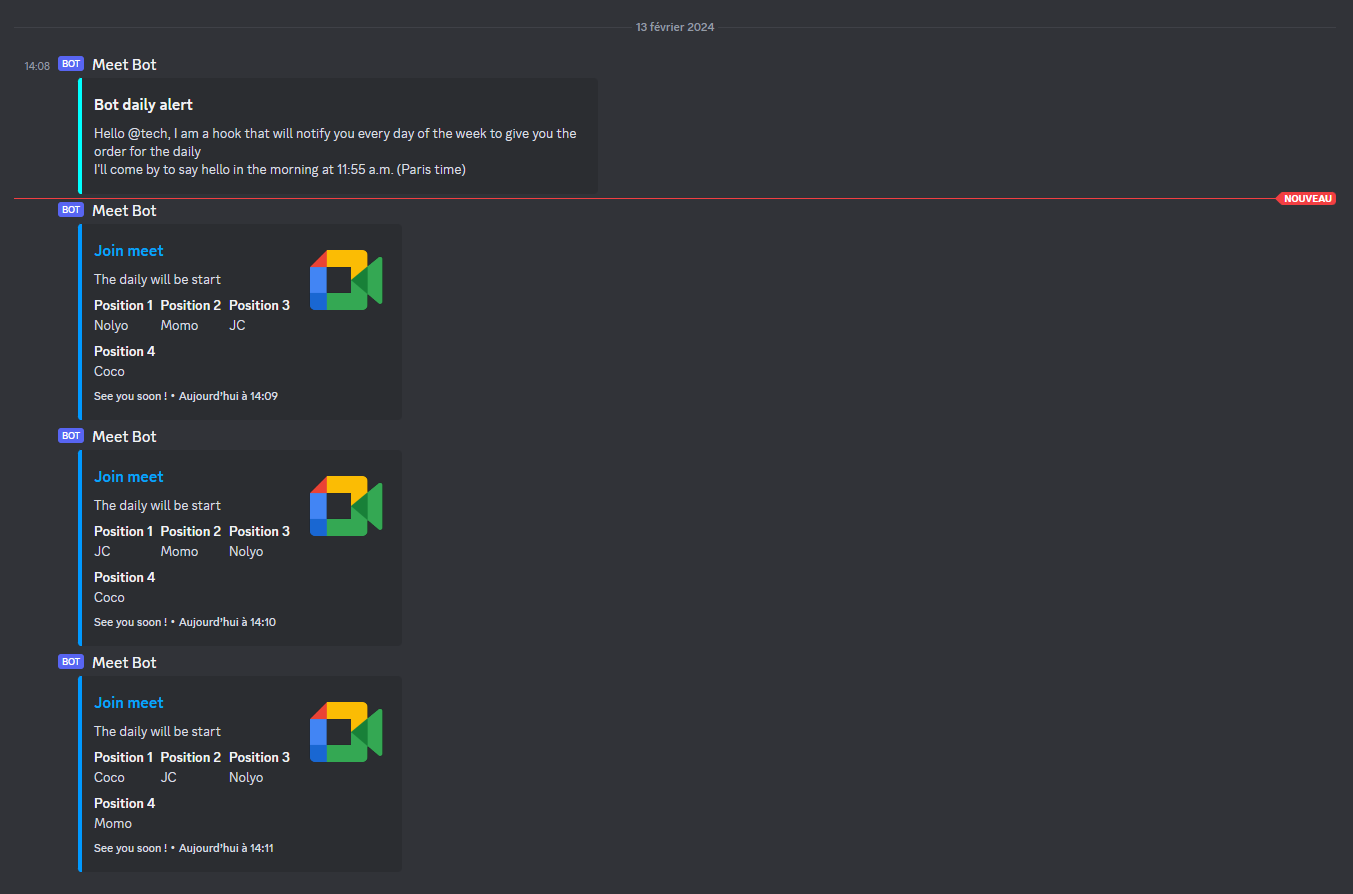 13 février 2024
14:08 BOT Meet Bot
Bot daily alert
Hello @tech, I am a hook that will notify you every day of the week to give you the
order for the daily
I'll come by to say hello in the morning at 11:55 a.m. (Paris time)
NOUVEAU
BOT Meet Bot
Join meet
The daily will be start
Position 1 Position 2 Position 3
Nolyo Momo JC
Position 4
Coco
See you soon ! • Aujourd'hui à 14:09
BOT Meet Bot
Join meet
The daily will be start
Position 1 Position 2 Position 3
JC Momo Nolyo
Position 4
Coco
See you soon ! • Aujourd'hui à 14:10
BOT Meet Bot
Join meet
The daily will be start
Position 1 Position 2 Position 3
Coco JC Nolyo
Position 4
Momo
See you soon ! • Aujourd'hui à 14:11